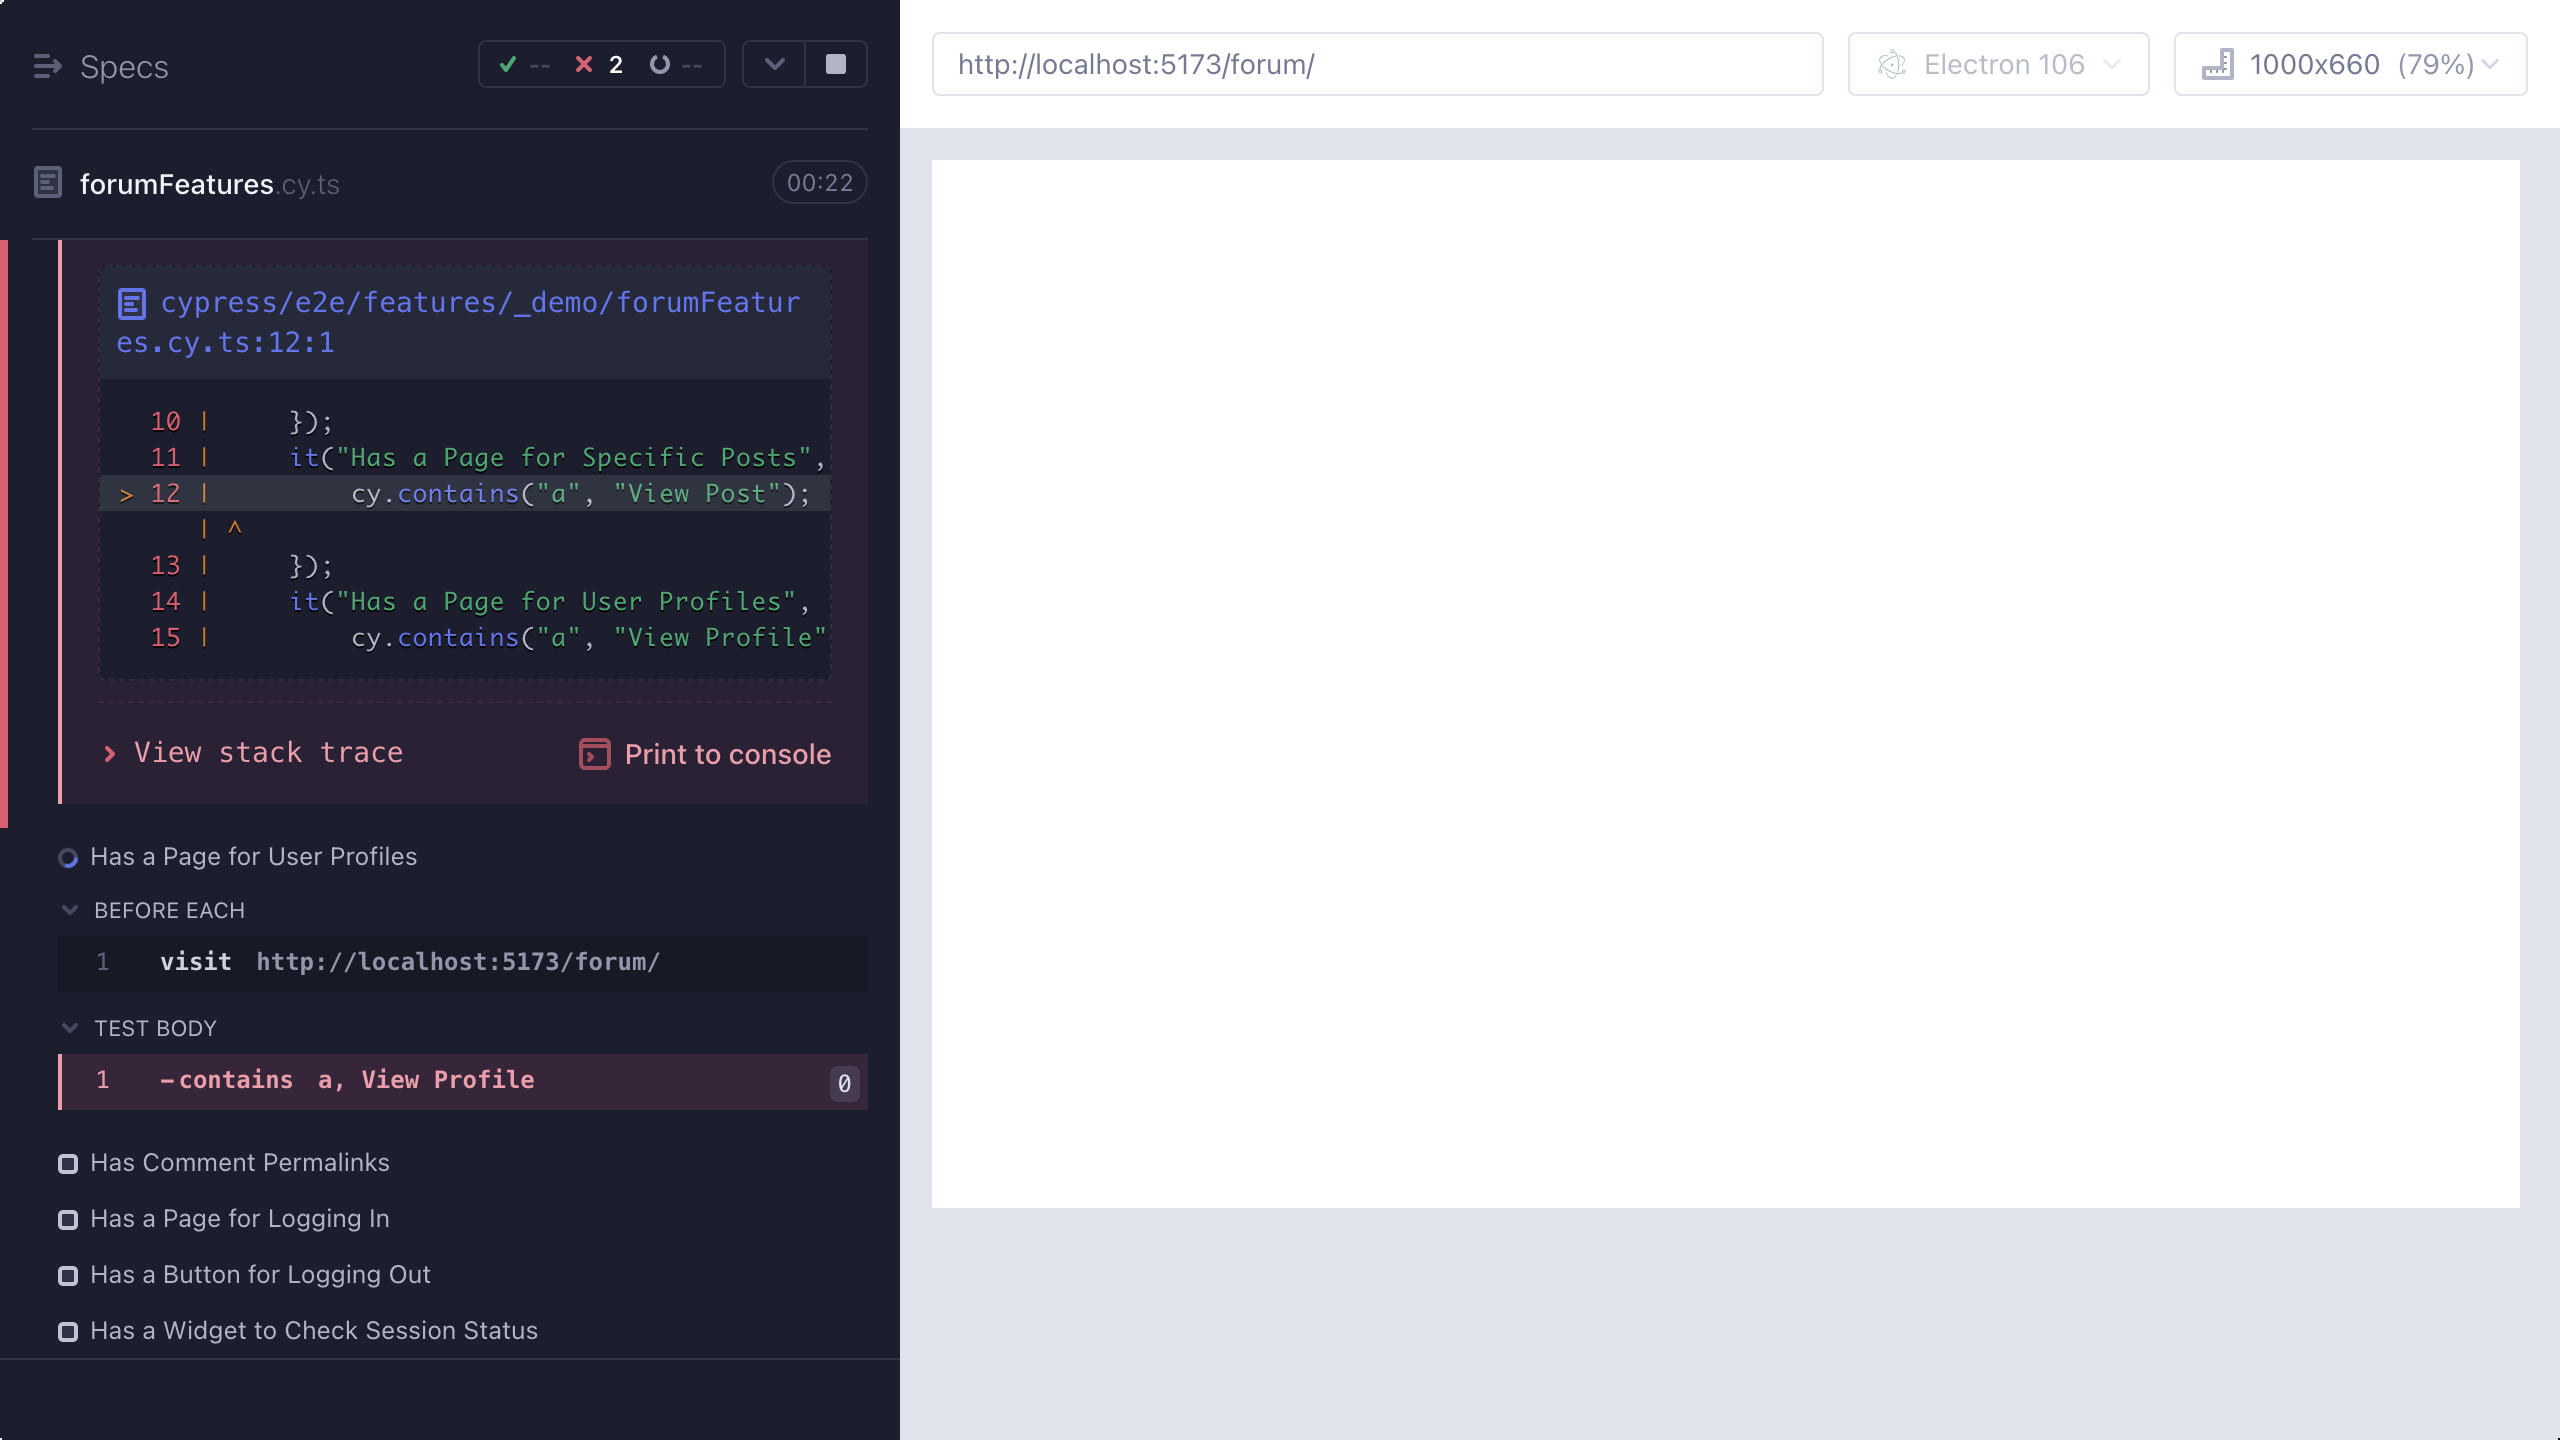 Specs
-- 2 --
forumFeatures.cy.ts 00:22
cypress/e2e/features/_demo/forumFeatur
es.cy.ts:12:1
10 | });
11 | it("Has a Page for Specific Posts",
> 12 | cy.contains("a", "View Post");
| ^
13 | });
14 | it("Has a Page for User Profiles",
15 | cy.contains("a", "View Profile"
View stack trace Print to console
Has a Page for User Profiles
BEFORE EACH
1 visit http://localhost:5173/forum/
TEST BODY
1 -contains a, View Profile 0
Has Comment Permalinks
Has a Page for Logging In
Has a Button for Logging Out
Has a Widget to Check Session Status
http://localhost:5173/forum/ Electron 106 1000x660 (79%)